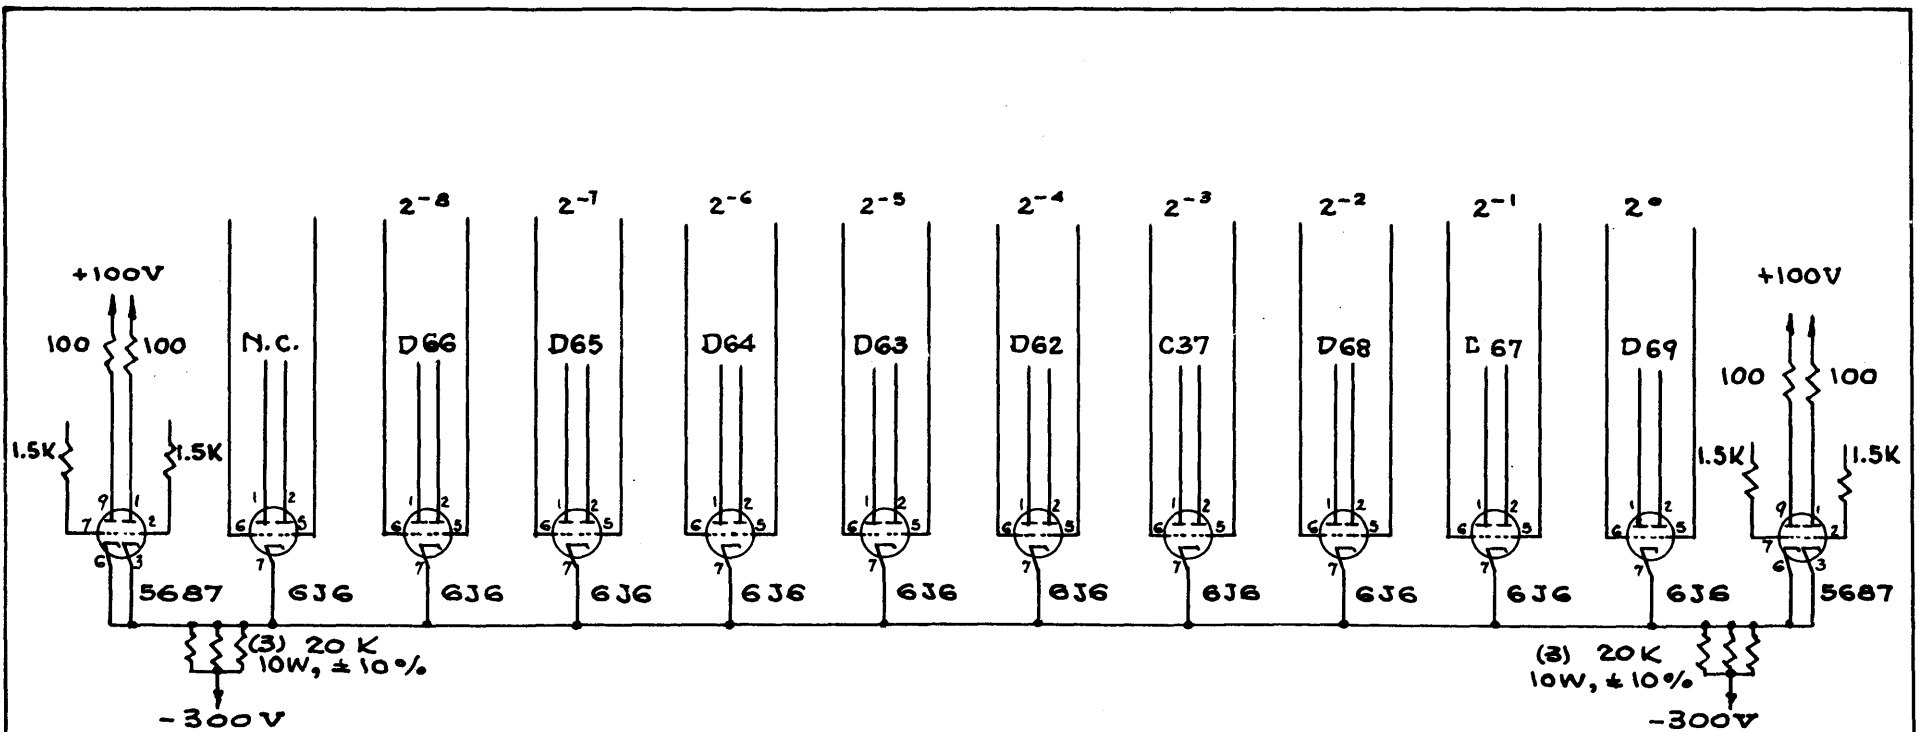 2⁻⁸ 2⁻⁷ 2⁻⁶ 2⁻⁵ 2⁻⁴ 2⁻³ 2⁻² 2⁻¹ 2⁰
+100V +100V
100 100 N.C. D66 D65 D64 D63 D62 C37 D68 D67 D69 100 100
1.5K 1.5K 1.5K 1.5K
9 1 1 2 1 2 1 2 1 2 1 2 1 2 1 2 1 2 1 2 1 2 9 1
7 2 6 5 6 5 6 5 6 5 6 5 6 5 6 5 6 5 6 5 6 5 7 2
6 3 7 7 7 7 7 7 7 7 7 7 6 3
5687 6J6 6J6 6J6 6J6 6J6 6J6 6J6 6J6 6J6 6J6 5687
(3) 20K (3) 20K
10W, ±10% 10W, ±10%
-300V -300V